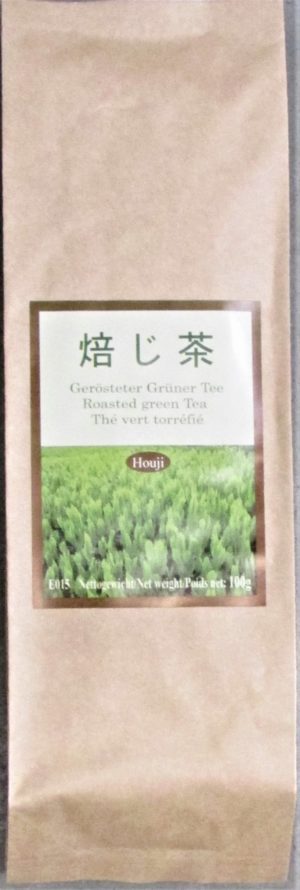 焙じ茶
Gerösteter Grüner Tee
Roasted green Tea
Thé vert torréfié
Houji
E015 Nettogewicht/Net weight/Poids net: 100g